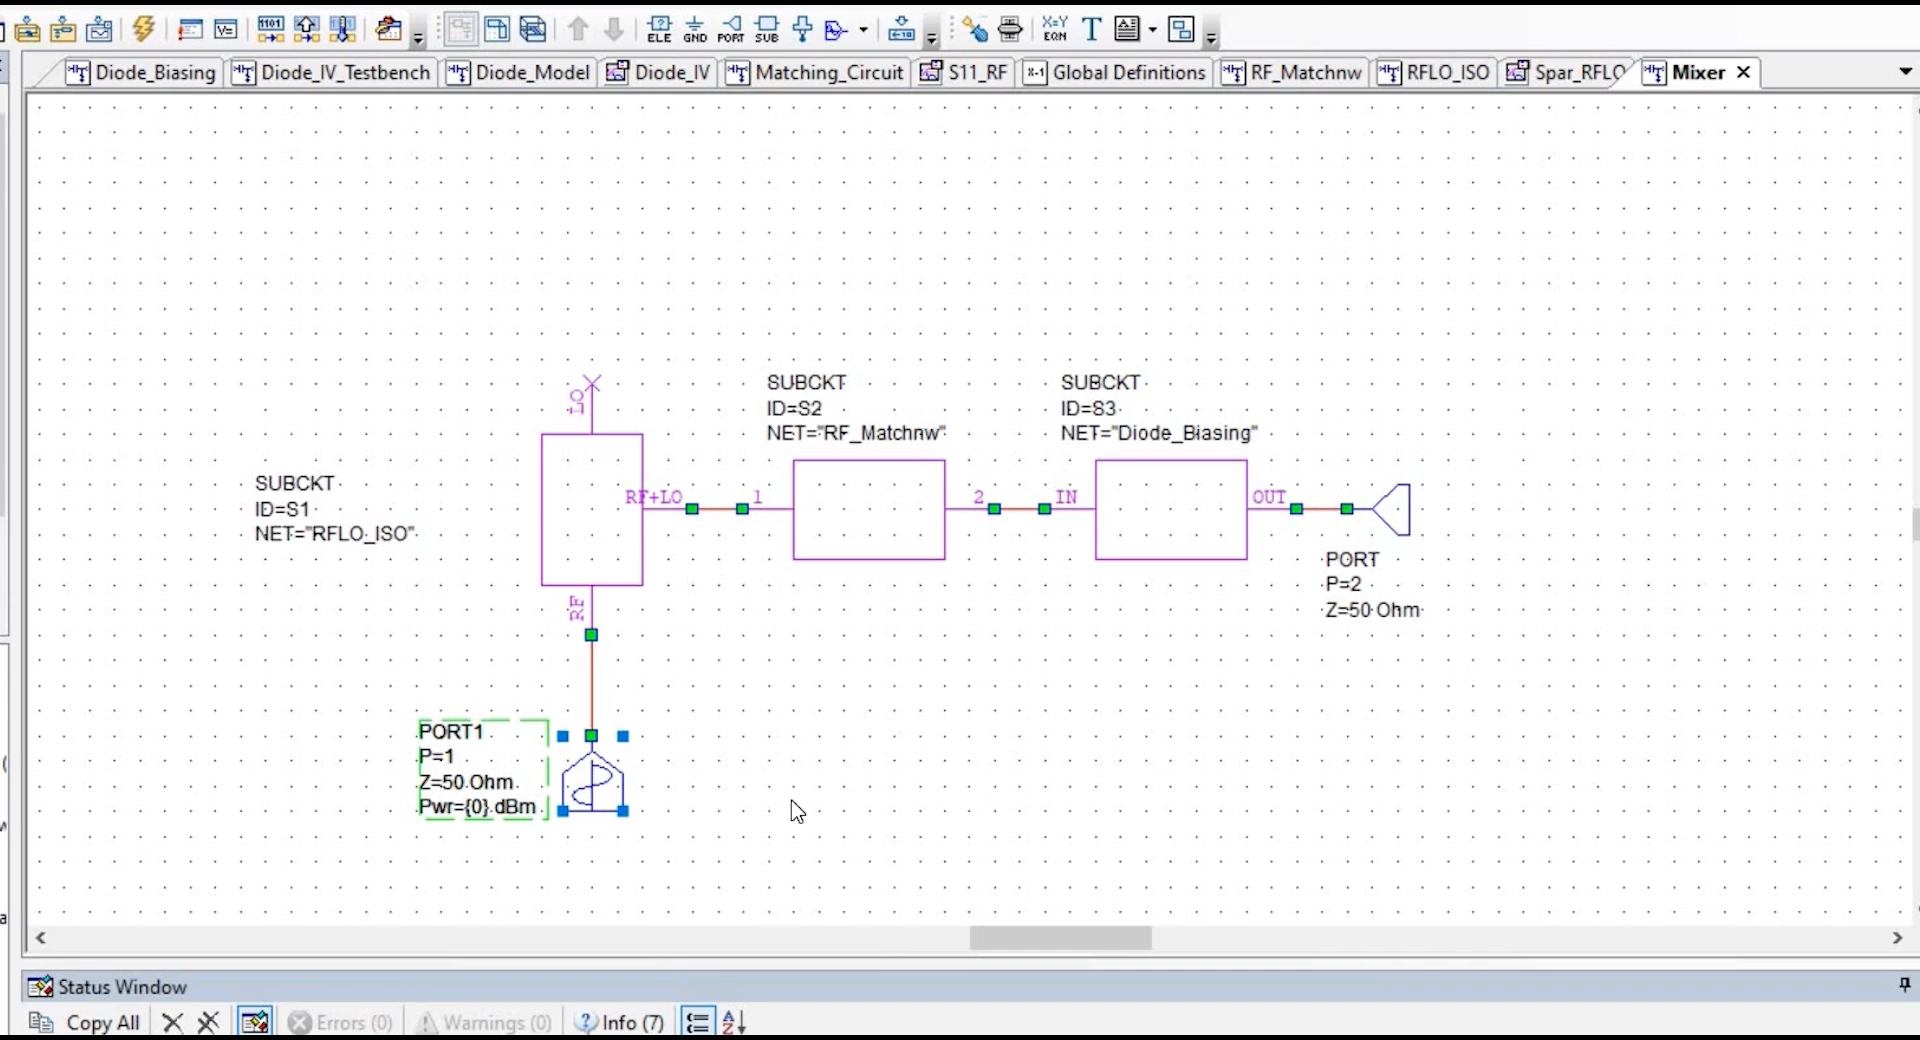 ELE GND PORT SUB X=Y EQN T
Diode_Biasing Diode_IV_Testbench Diode_Model Diode_IV Matching_Circuit S11_RF Global Definitions RF_Matchnw RFLO_ISO Spar_RFLO Mixer
LO
SUBCKT
ID=S1
NET="RFLO_ISO"
RF+LO
RF
SUBCKT
ID=S2
NET="RF_Matchnw"
1
2
SUBCKT
ID=S3
NET="Diode_Biasing"
IN
OUT
PORT
P=2
Z=50 Ohm
PORT1
P=1
Z=50 Ohm
Pwr={0} dBm
Status Window
Copy All Errors (0) Warnings (0) Info (7)